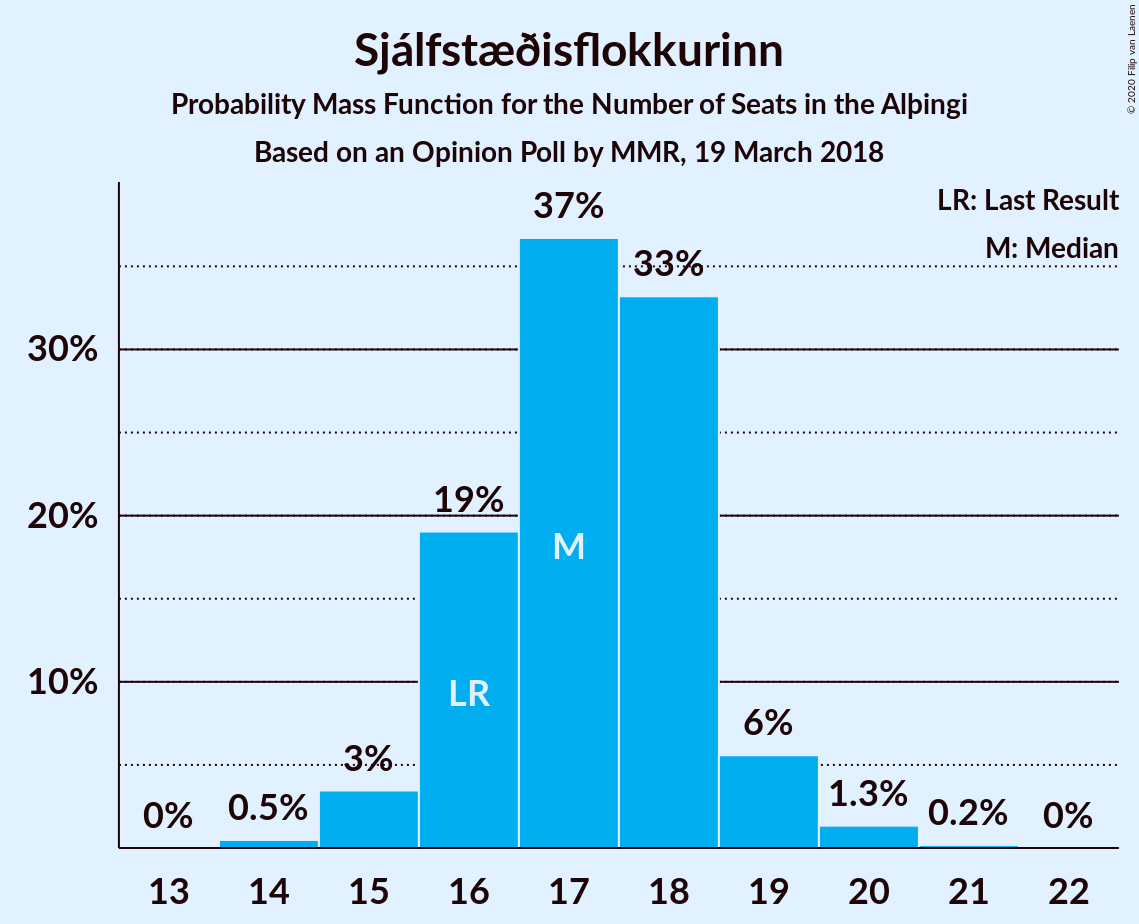 Sjálfstæðisflokkurinn
Probability Mass Function for the Number of Seats in the Alþingi
Based on an Opinion Poll by MMR, 19 March 2018
© 2020 Filip van Laenen
LR: Last Result
M: Median
30%
20%
10%
0%
0.5%
3%
19%
37%
33%
6%
1.3%
0.2%
0%
LR
M
13 14 15 16 17 18 19 20 21 22